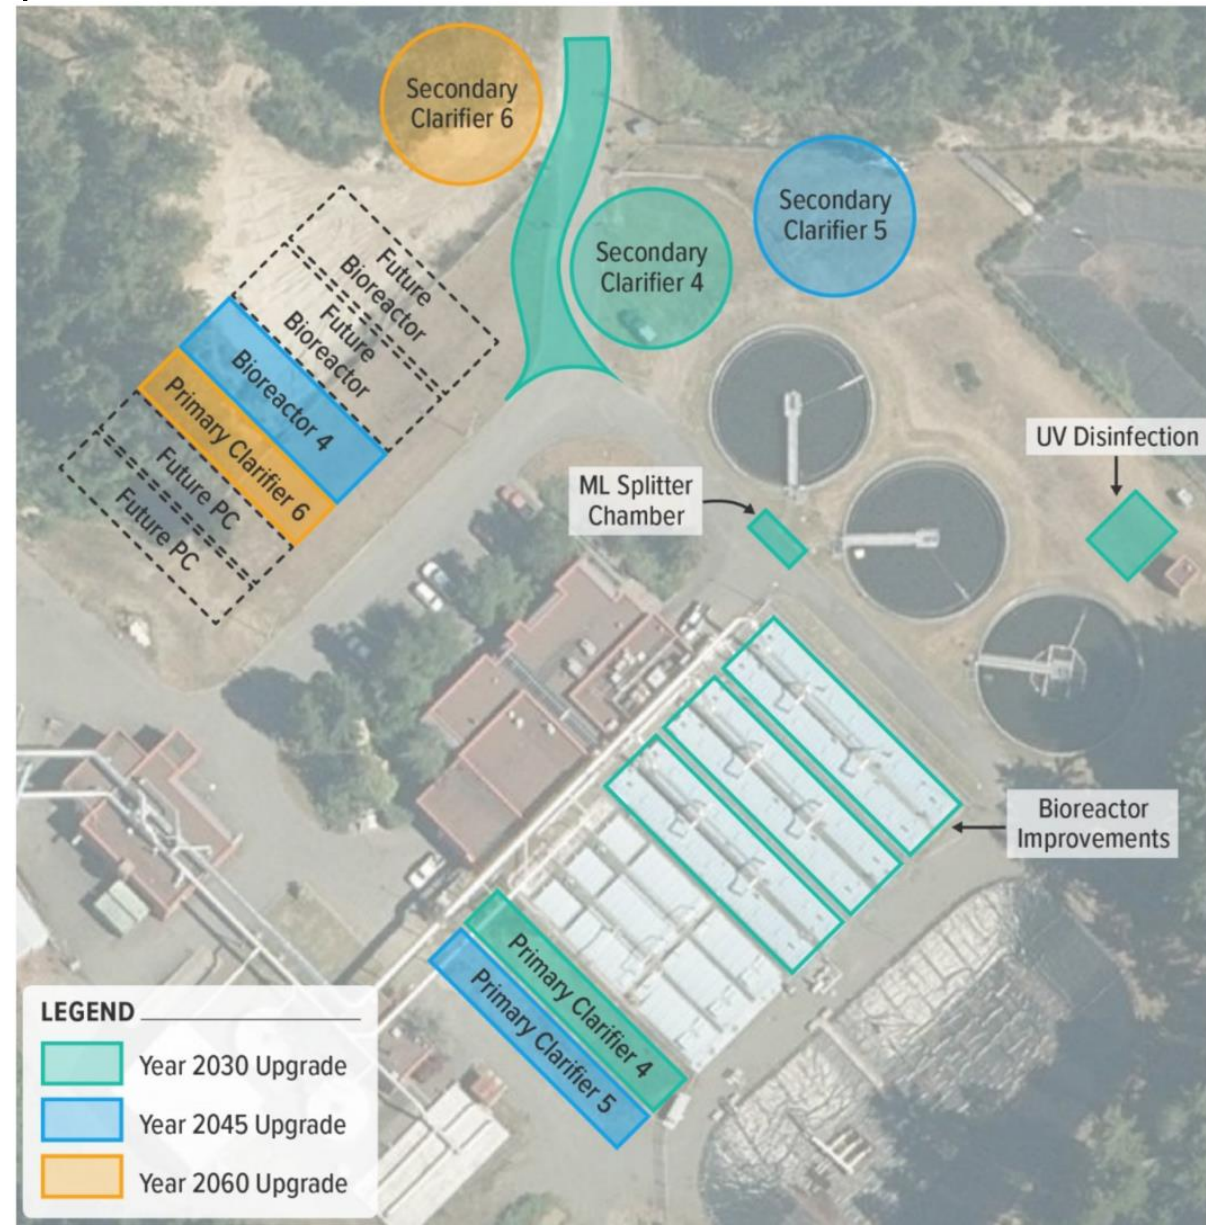 Secondary
Clarifier 6
Secondary
Clarifier 5
Secondary
Clarifier 4
Future
Bioreactor
Future
Bioreactor
Bioreactor 4
Primary Clarifier 6
Future PC
Future PC
UV Disinfection
ML Splitter
Chamber
Bioreactor
Improvements
Primary Clarifier 4
Primary Clarifier 5
LEGEND
Year 2030 Upgrade
Year 2045 Upgrade
Year 2060 Upgrade